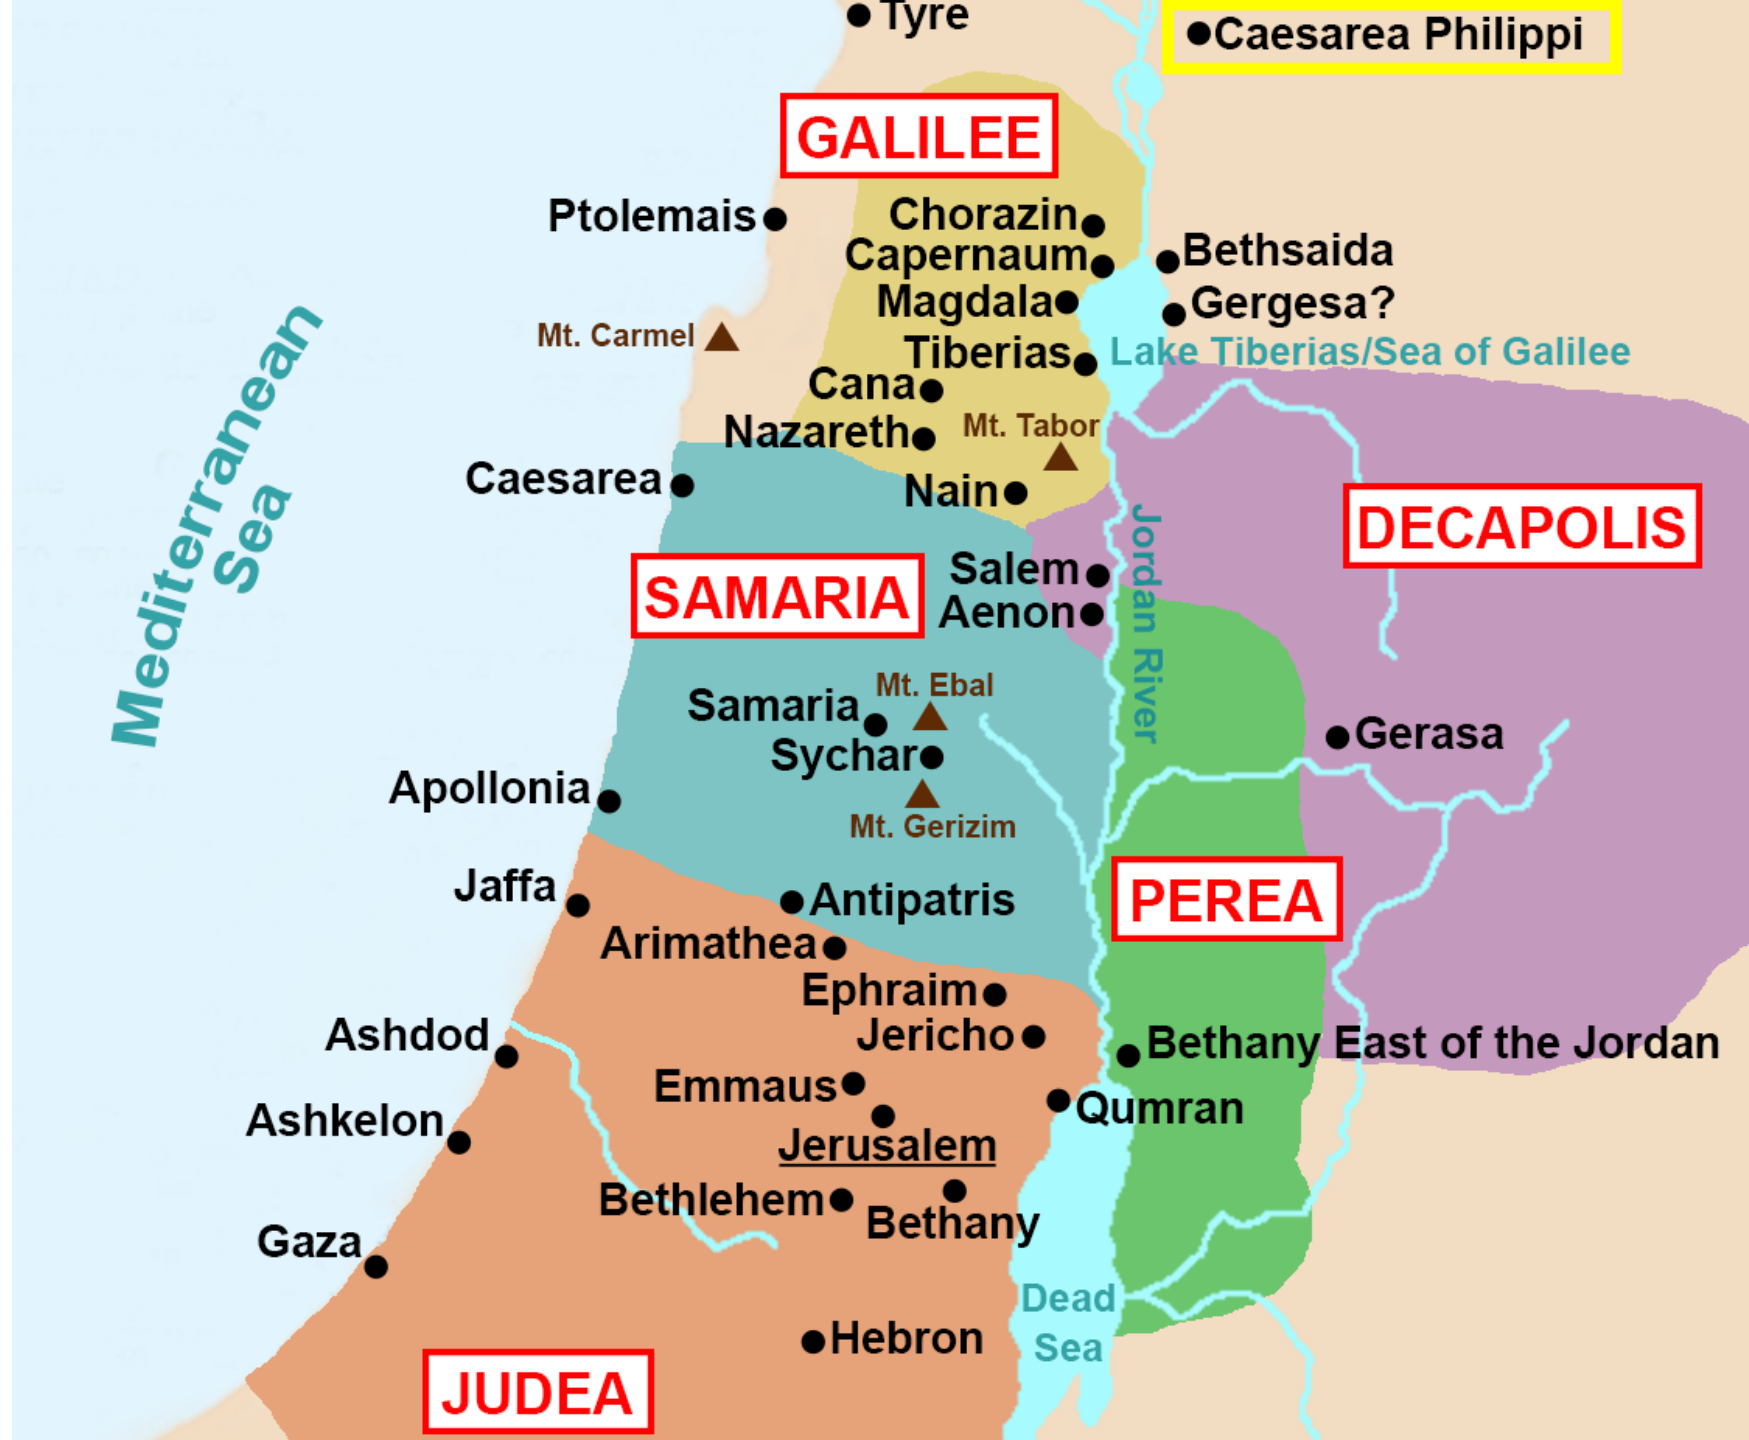 Tyre
Caesarea Philippi
GALILEE
Ptolemais
Chorazin
Capernaum
Bethsaida
Magdala
Gergesa?
Mt. Carmel
Tiberias
Lake Tiberias/Sea of Galilee
Cana
Nazareth
Mt. Tabor
Mediterranean
Sea
Caesarea
Nain
DECAPOLIS
Jordan River
SAMARIA
Salem
Aenon
Mt. Ebal
Samaria
Sychar
Gerasa
Apollonia
Mt. Gerizim
Jaffa
Antipatris
PEREA
Arimathea
Ephraim
Ashdod
Jericho
Bethany East of the Jordan
Emmaus
Ashkelon
Qumran
Jerusalem
Bethlehem
Bethany
Gaza
Dead
Sea
Hebron
JUDEA